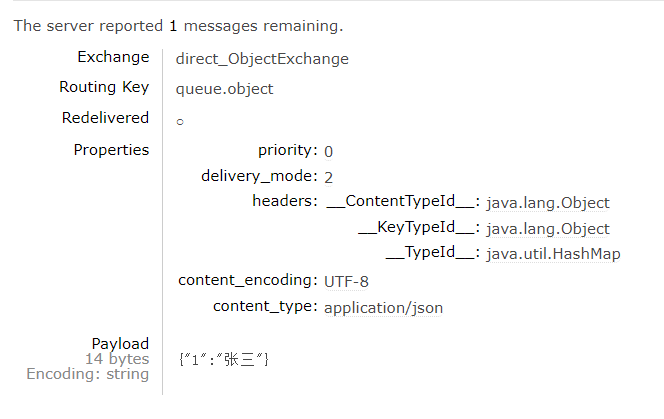 The server reported 1 messages remaining.
Exchange direct_ObjectExchange
Routing Key queue.object
Redelivered ○
Properties priority: 0
delivery_mode: 2
headers: __ContentTypeId__: java.lang.Object
__KeyTypeId__: java.lang.Object
__TypeId__: java.util.HashMap
content_encoding: UTF-8
content_type: application/json
Payload
14 bytes {"1":"张三"}
Encoding: string